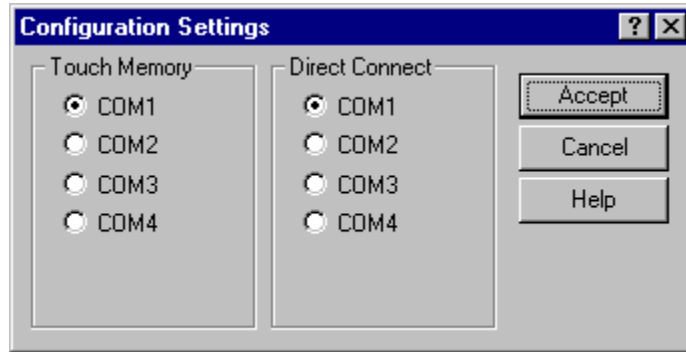 Configuration Settings ? X
Touch Memory
COM1
COM2
COM3
COM4
Direct Connect
COM1
COM2
COM3
COM4
Accept
Cancel
Help